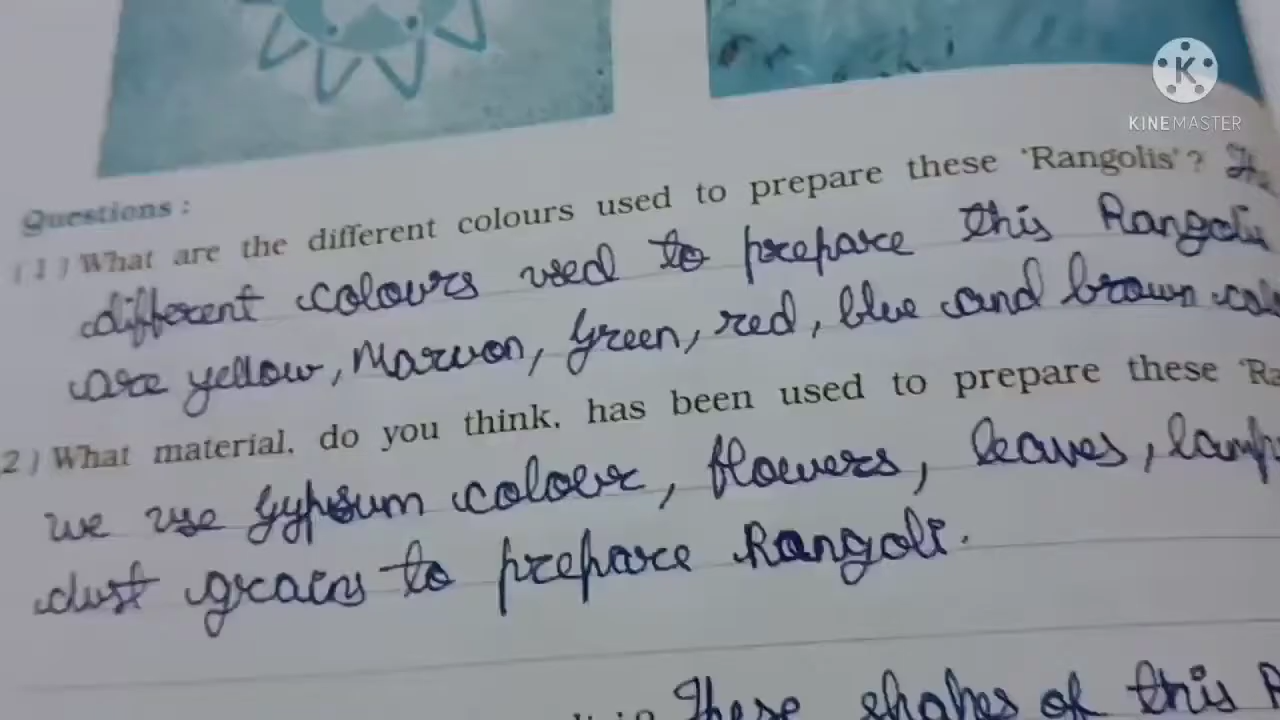 KINEMASTER
Questions :
(1) What are the different colours used to prepare these 'Rangolis'?
different colours used to prepare this Rangoli
are yellow, Maruon, green, red, blue and brown
2) What material, do you think, has been used to prepare these
we use Gypsum colour, flowers, leaves,
dust grains to prepare Rangoli.
These shapes of this